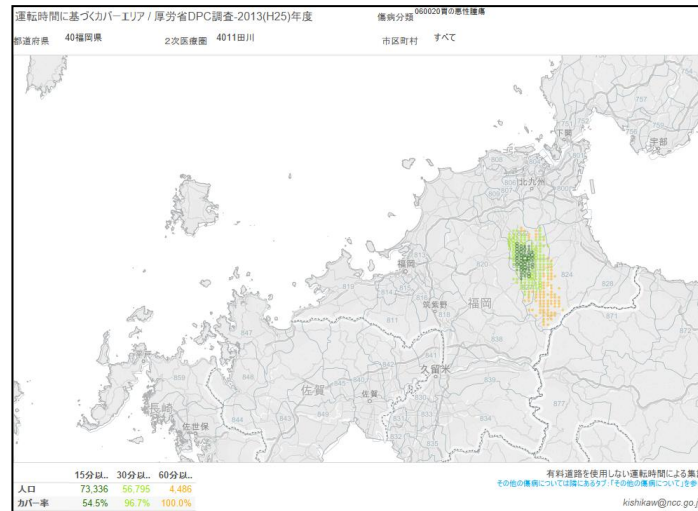 運転時間に基づくカバーエリア / 厚労省DPC調査-2013(H25)年度
傷病分類 060020胃の悪性腫瘍
都道府県 40福岡県 2次医療圏 4011田川 市区町村 すべて
下関
宇部
北九州
福岡
筑紫野
福岡
久留米
佐賀
佐賀
長崎
佐世保
15分以.. 30分以.. 60分以..
人口 73,336 56,795 4,486
カバー率 54.5% 96.7% 100.0%
有料道路を使用しない運転時間による集
その他の傷病については隣にあるタブ:「その他の傷病について」を参
kishikaw@ncc.go.j